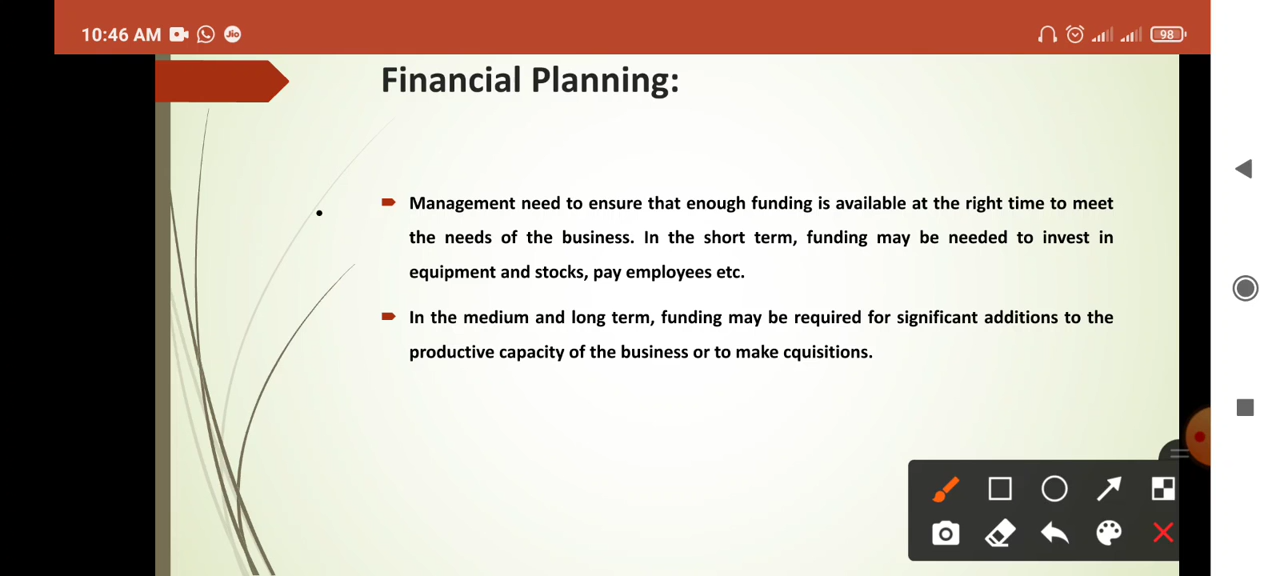 10:46 AM Jio 98
Financial Planning:
Management need to ensure that enough funding is available at the right time to meet
the needs of the business. In the short term, funding may be needed to invest in
equipment and stocks, pay employees etc.
In the medium and long term, funding may be required for significant additions to the
productive capacity of the business or to make cquisitions.